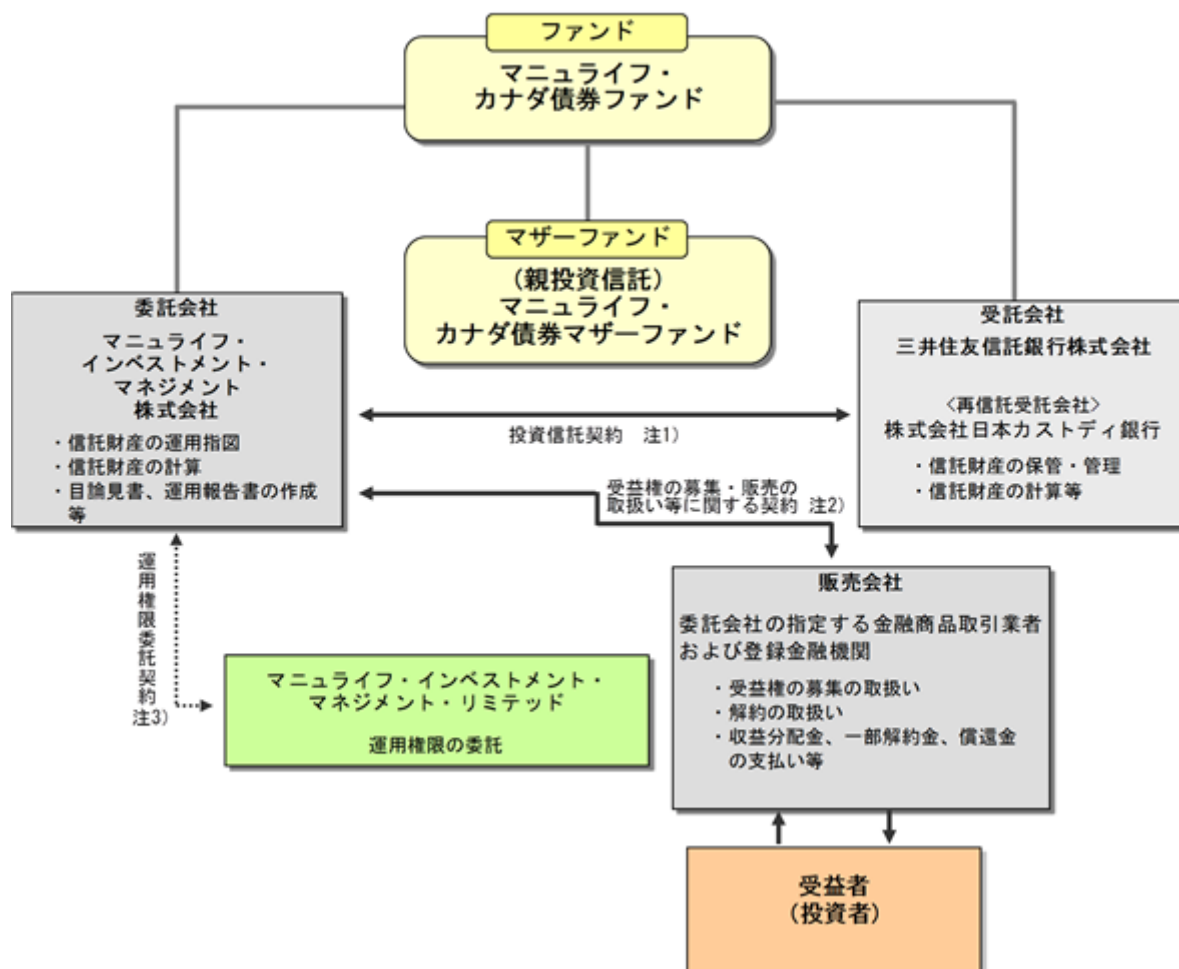 ファンド
マニュライフ・
カナダ債券ファンド
マザーファンド
（親投資信託）
マニュライフ・
カナダ債券マザーファンド
委託会社
マニュライフ・
インベストメント・
マネジメント
株式会社
・信託財産の運用指図
・信託財産の計算
・目論見書、運用報告書の作成
等
受託会社
三井住友信託銀行株式会社
〈再信託受託会社〉
株式会社日本カストディ銀行
・信託財産の保管・管理
・信託財産の計算等
投資信託契約　注1）
受益権の募集・販売の
取扱い等に関する契約 注2）
運用権限委託契約
注3）
マニュライフ・インベストメント・
マネジメント・リミテッド
運用権限の委託
販売会社
委託会社の指定する金融商品取引業者
および登録金融機関
・受益権の募集の取扱い
・解約の取扱い
・収益分配金、一部解約金、償還金
の支払い等
受益者
（投資者）